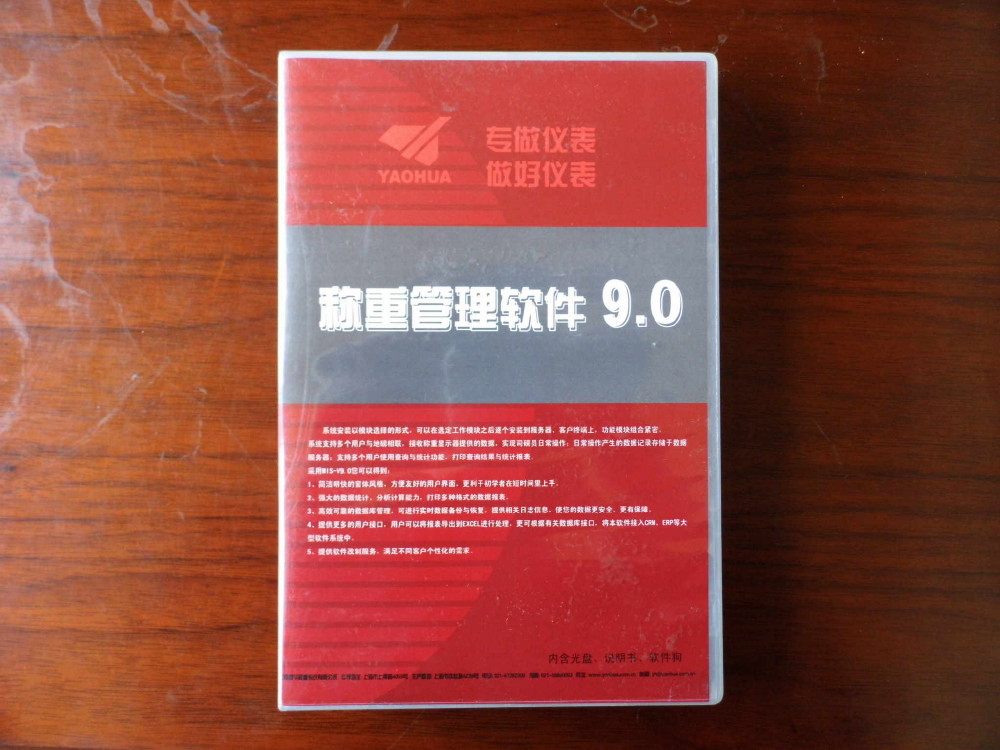 专做仪表
YAOHUA
做好仪表
称重管理软件 9.0
系统安装以模块选择的形式，可以在选定工作模块之后逐个安装到服务器、客户终端上，功能模块组合紧密.
系统支持多个用户与地磅相联，接收称重显示器提供的数据，实现司磅员日常操作；日常操作产生的数据记录存储于数据
服务器；支持多个用户使用查询与统计功能，打印查询结果与统计报表.
采用MIS-V9.0您可以得到：
1、简洁明快的窗体风格，方便友好的用户界面，更利于初学者在短时间里上手.
2、强大的数据统计，分析计算能力，打印多种格式的数据报表.
3、高效可靠的数据库管理，可进行实时数据备份与恢复，提供相关日志信息，使您的数据更安全、更有保障.
4、提供更多的用户接口，用户可以将报表导出到EXCEL进行处理，更可根据有关数据库接口，将本软件接入CRM、ERP等大
型软件系统中.
5、提供软件改制服务，满足不同客户个性化的需求.
内含光盘、说明书、软件狗